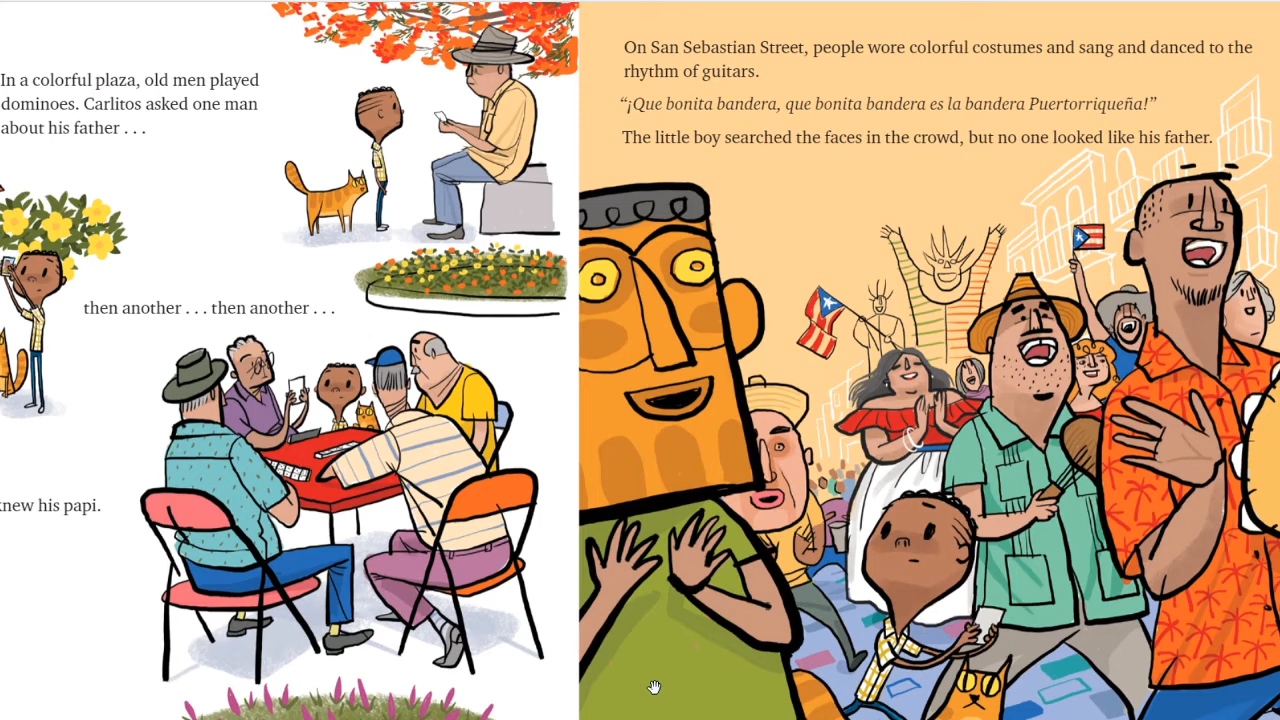 In a colorful plaza, old men played
dominoes. Carlitos asked one man
about his father . . .
then another . . . then another . . .
knew his papi.
On San Sebastian Street, people wore colorful costumes and sang and danced to the
rhythm of guitars.
“¡Que bonita bandera, que bonita bandera es la bandera Puertorriqueña!”
The little boy searched the faces in the crowd, but no one looked like his father.